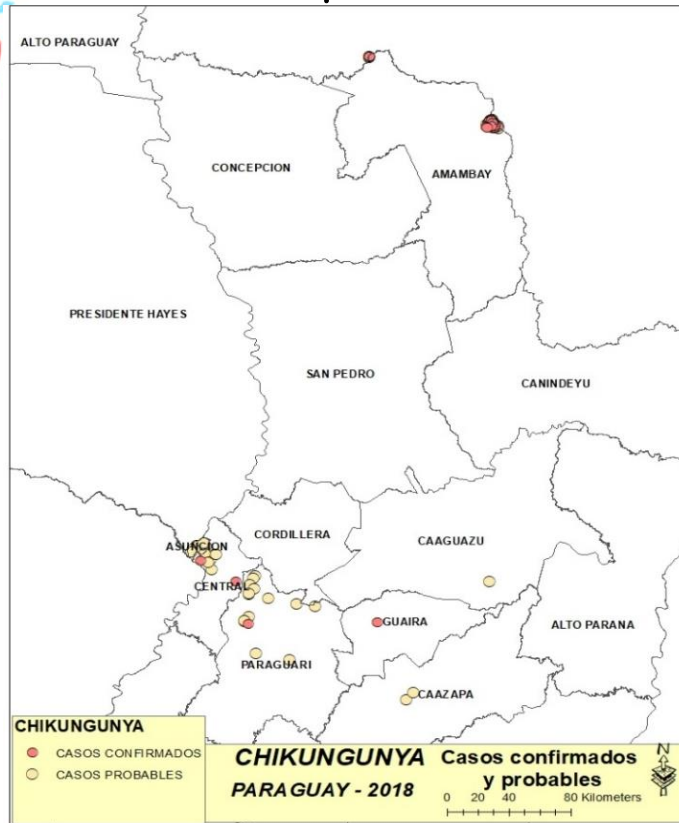 ALTO PARAGUAY
CONCEPCION
AMAMBAY
PRESIDENTE HAYES
SAN PEDRO
CANINDEYU
CORDILLERA
ASUNCION
CAAGUAZU
CENTRAL
GUAIRA
ALTO PARANA
PARAGUARI
CAAZAPA
CHIKUNGUNYA
CASOS CONFIRMADOS
CASOS PROBABLES
CHIKUNGUNYA
PARAGUAY - 2018
Casos confirmados
y probables
0 20 40 80 Kilometers
N